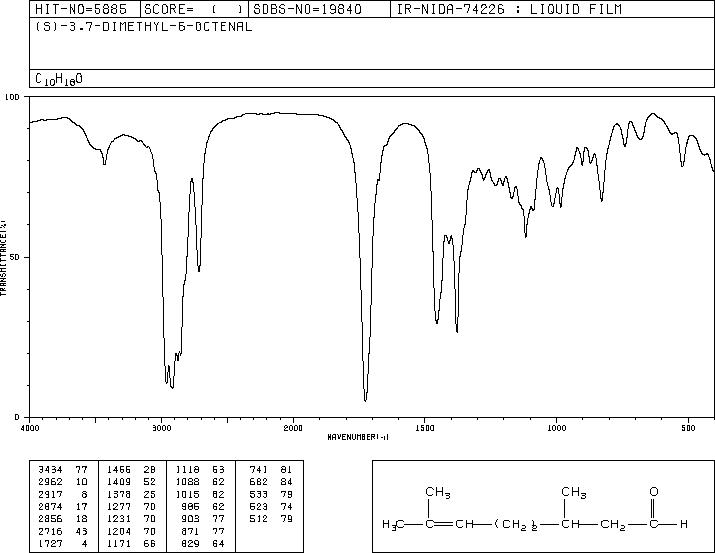 HIT-NO=5885 SCORE= ( ) SDBS-NO=19840 IR-NIDA-74226 : LIQUID FILM
(S)-3,7-DIMETHYL-6-OCTENAL
C10H18O
100
50
0
TRANSMITTANCE(%)
4000 3000 2000 1500 1000 500
WAVENUMBER(-1)
3434 77 1456 28 1118 53 741 81
2962 10 1409 52 1088 62 682 84
2917 8 1378 25 1015 62 533 79
2874 17 1277 70 986 62 523 74
2856 18 1231 70 903 77 512 79
2716 43 1204 70 871 77
1727 4 1171 66 829 64
CH3 CH3 O
H3C C CH (CH2)2 CH CH2 C H